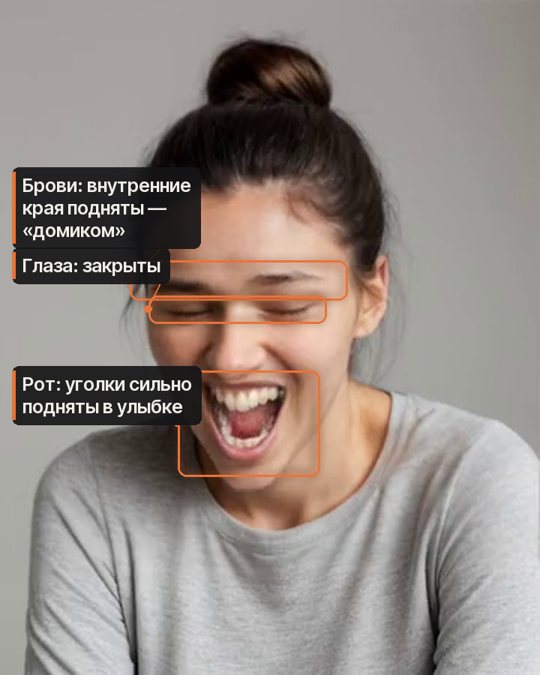 Брови: внутренние
края подняты —
«домиком»
Глаза: закрыты
Рот: уголки сильно
подняты в улыбке